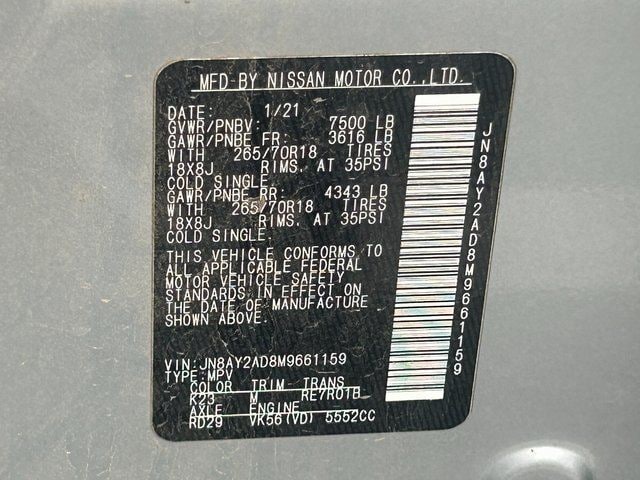 MFD BY NISSAN MOTOR CO.,LTD.
DATE: 1/21
GVWR/PNBV: 7500 LB
GAWR/PNBE FR: 3616 LB
WITH 265/70R18 TIRES
18X8J RIMS, AT 35PSI
COLD SINGLE
GAWR/PNBE RR: 4343 LB
WITH 265/70R18 TIRES
18X8J RIMS, AT 35PSI
COLD SINGLE
THIS VEHICLE CONFORMS TO
ALL APPLICABLE FEDERAL
MOTOR VEHICLE SAFETY
STANDARDS IN EFFECT ON
THE DATE OF MANUFACTURE
SHOWN ABOVE.
VIN:JN8AY2AD8M9661159
TYPE:MPV
COLOR TRIM TRANS
K23 M RE7R01B
AXLE ENGINE
RD29 VK56(VD) 5552CC
JN8AY2AD8M9661159